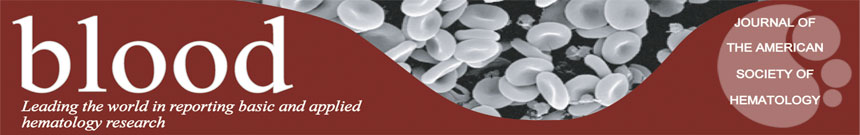 blood
Leading the world in reporting basic and applied
hematology research
JOURNAL OF
THE AMERICAN
SOCIETY OF
HEMATOLOGY